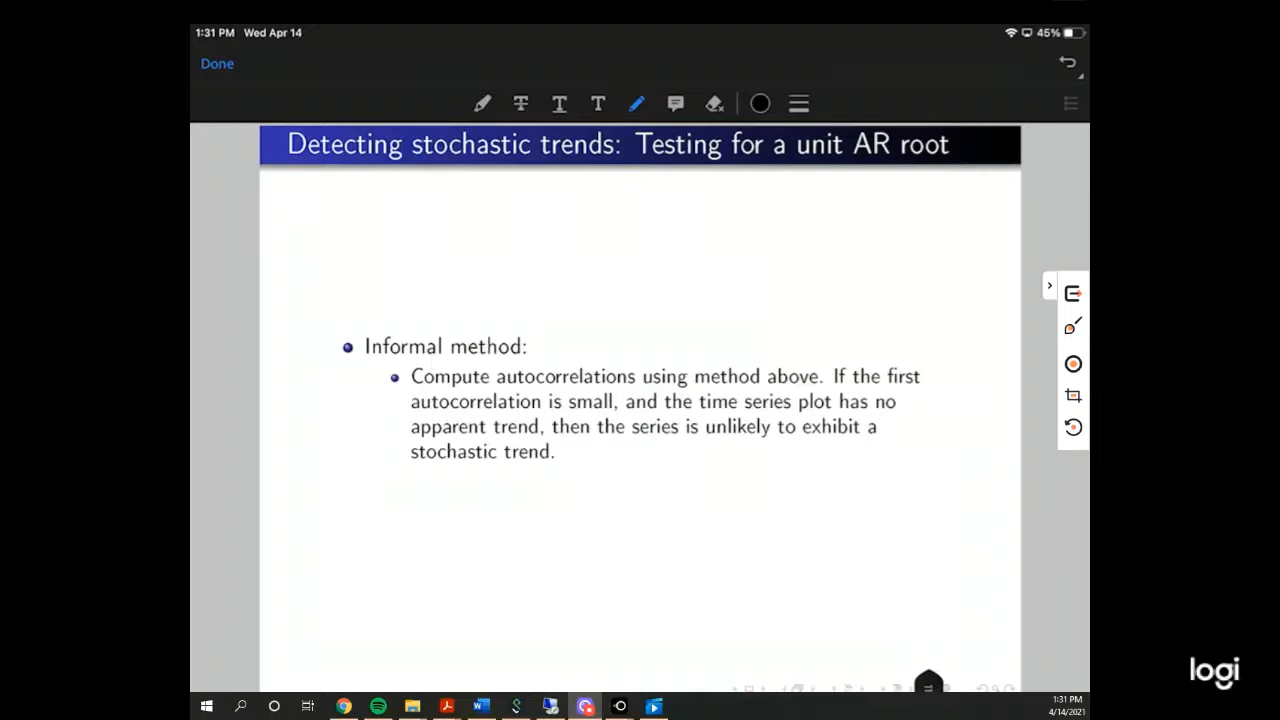 1:31 PM Wed Apr 14
45%
Done
Detecting stochastic trends: Testing for a unit AR root
Informal method:
Compute autocorrelations using method above. If the first
autocorrelation is small, and the time series plot has no
apparent trend, then the series is unlikely to exhibit a
stochastic trend.
logi
1:31 PM
4/14/2021